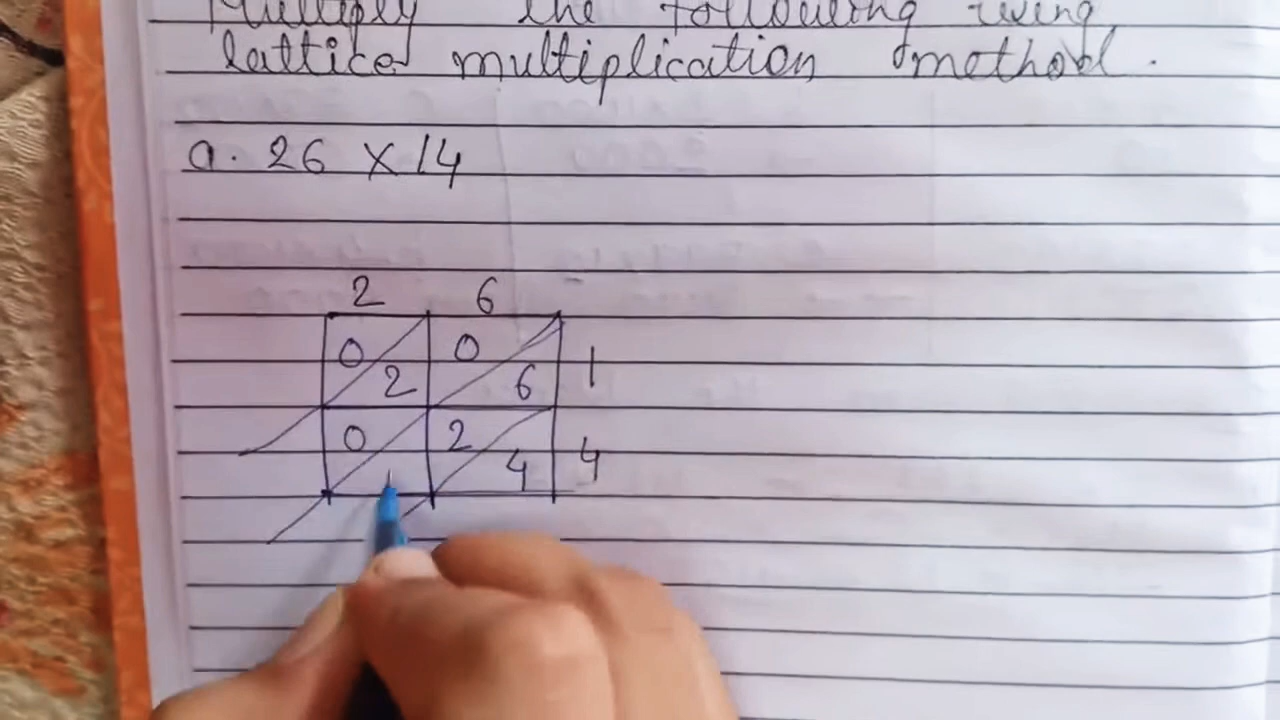 Multiply the following using
lattice multiplication method.
a. 26 × 14
2 6
0 0
2 6 1
0 2
4 4